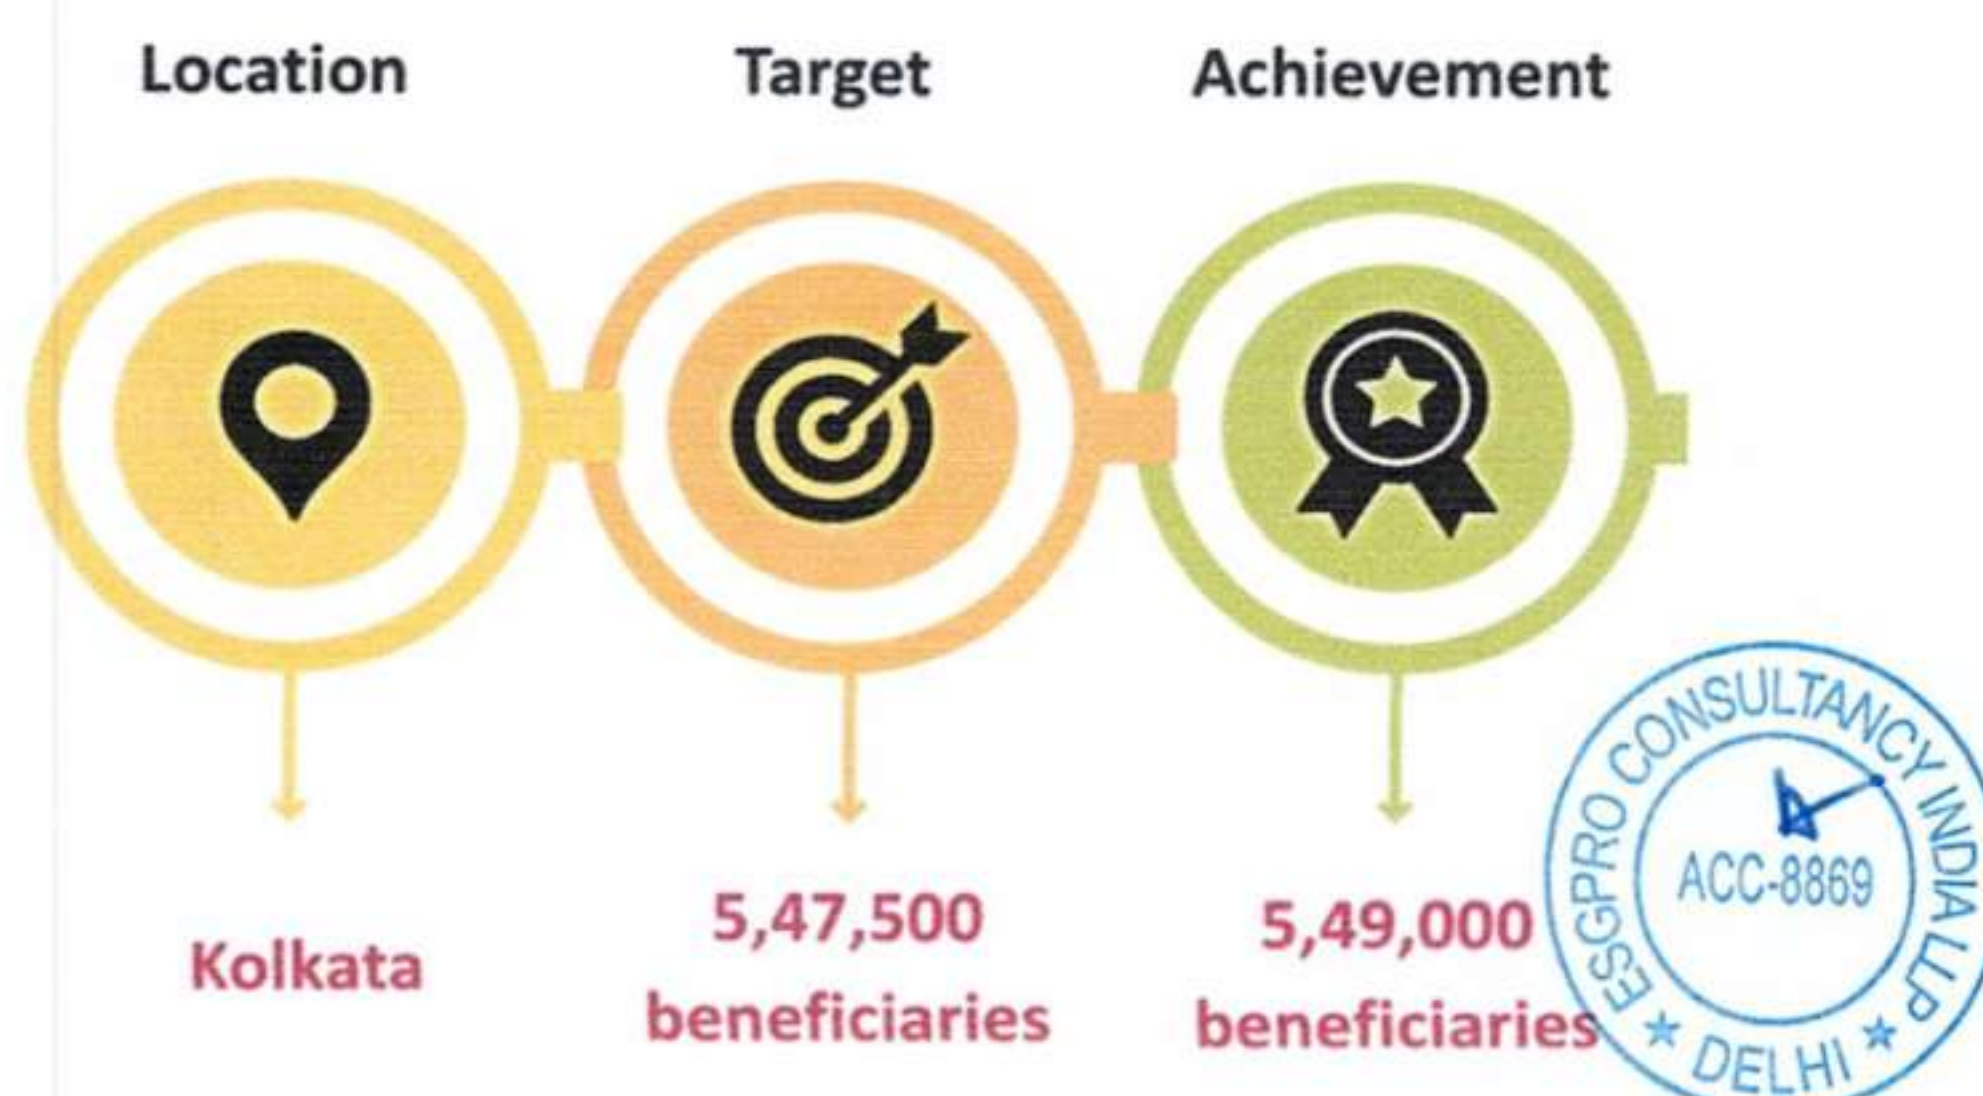 Location
Target
Achievement
Kolkata
5,47,500
beneficiaries
5,49,000
beneficiaries
ESGPRO CONSULTANCY INDIA LLP
ACC-8869
★ DELHI ★